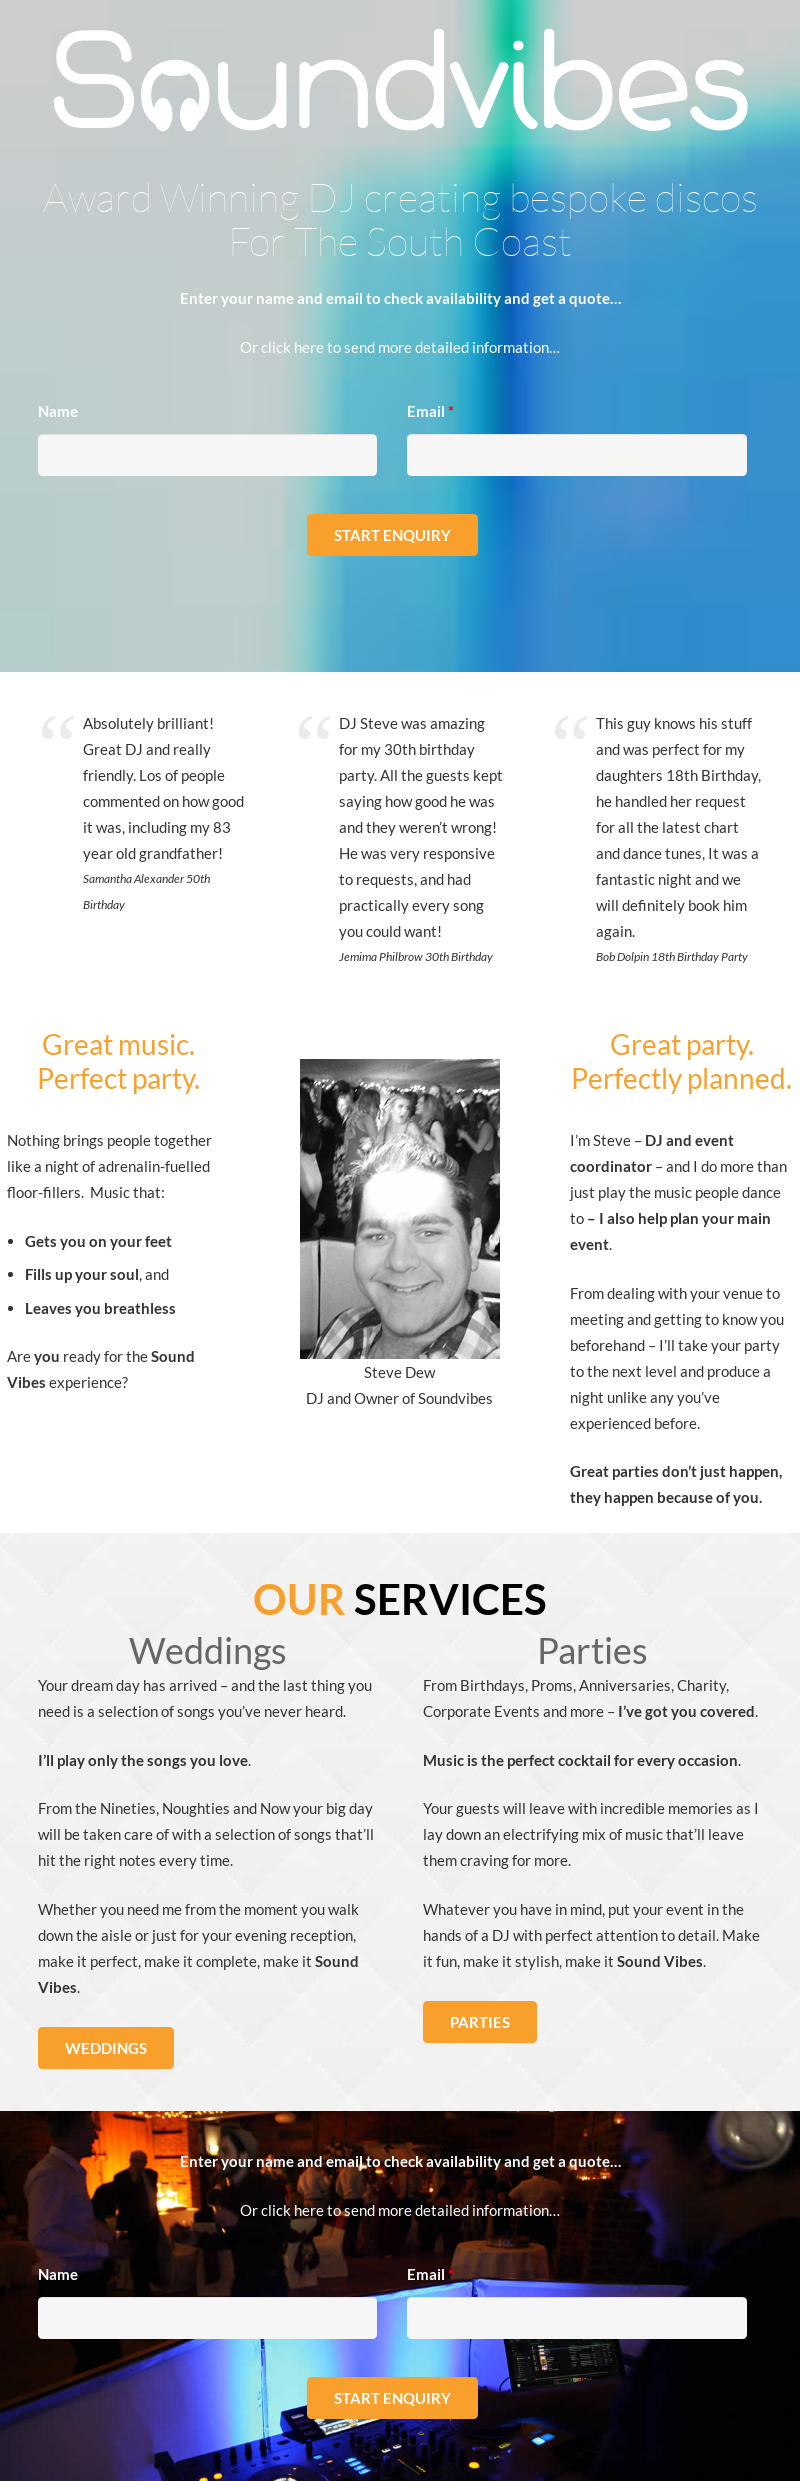 Soundvibes
Award Winning DJ creating bespoke discos
For The South Coast
Enter your name and email to check availability and get a quote...
Or click here to send more detailed information...
Name
Email *
START ENQUIRY
“ Absolutely brilliant!
Great DJ and really
friendly. Los of people
commented on how good
it was, including my 83
year old grandfather!
Samantha Alexander 50th
Birthday
“ DJ Steve was amazing
for my 30th birthday
party. All the guests kept
saying how good he was
and they weren’t wrong!
He was very responsive
to requests, and had
practically every song
you could want!
Jemima Philbrow 30th Birthday
“ This guy knows his stuff
and was perfect for my
daughters 18th Birthday,
he handled her request
for all the latest chart
and dance tunes, It was a
fantastic night and we
will definitely book him
again.
Bob Dolpin 18th Birthday Party
Great music.
Perfect party.
Nothing brings people together
like a night of adrenalin-fuelled
floor-fillers.  Music that:
• Gets you on your feet
• Fills up your soul, and
• Leaves you breathless
Are you ready for the Sound
Vibes experience?
Steve Dew
DJ and Owner of Soundvibes
Great party.
Perfectly planned.
I’m Steve – DJ and event
coordinator – and I do more than
just play the music people dance
to – I also help plan your main
event.
From dealing with your venue to
meeting and getting to know you
beforehand – I’ll take your party
to the next level and produce a
night unlike any you’ve
experienced before.
Great parties don’t just happen,
they happen because of you.
OUR SERVICES
Weddings
Your dream day has arrived – and the last thing you
need is a selection of songs you’ve never heard.
I’ll play only the songs you love.
From the Nineties, Noughties and Now your big day
will be taken care of with a selection of songs that’ll
hit the right notes every time.
Whether you need me from the moment you walk
down the aisle or just for your evening reception,
make it perfect, make it complete, make it Sound
Vibes.
WEDDINGS
Parties
From Birthdays, Proms, Anniversaries, Charity,
Corporate Events and more – I’ve got you covered.
Music is the perfect cocktail for every occasion.
Your guests will leave with incredible memories as I
lay down an electrifying mix of music that’ll leave
them craving for more.
Whatever you have in mind, put your event in the
hands of a DJ with perfect attention to detail. Make
it fun, make it stylish, make it Sound Vibes.
PARTIES
Enter your name and email to check availability and get a quote...
Or click here to send more detailed information...
Name
Email *
START ENQUIRY